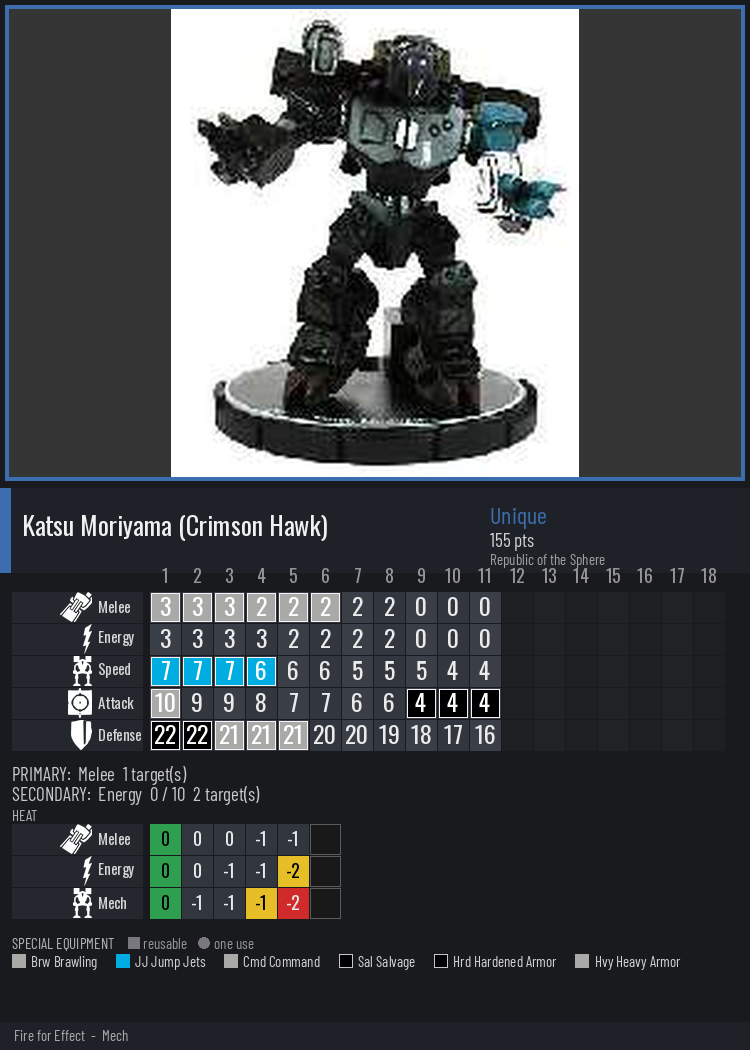 Katsu Moriyama (Crimson Hawk)
Unique
155 pts
Republic of the Sphere
1 2 3 4 5 6 7 8 9 10 11 12 13 14 15 16 17 18
Melee 3 3 3 2 2 2 2 2 0 0 0
Energy 3 3 3 3 2 2 2 2 0 0 0
Speed 7 7 7 6 6 6 5 5 5 4 4
Attack 10 9 9 8 7 7 6 6 4 4 4
Defense 22 22 21 21 21 20 20 19 18 17 16
PRIMARY: Melee 1 target(s)
SECONDARY: Energy 0 / 10 2 target(s)
HEAT
Melee 0 0 0 -1 -1
Energy 0 0 -1 -1 -2
Mech 0 -1 -1 -1 -2
SPECIAL EQUIPMENT reusable one use
Brw Brawling JJ Jump Jets Cmd Command Sal Salvage Hrd Hardened Armor Hvy Heavy Armor
Fire for Effect - Mech